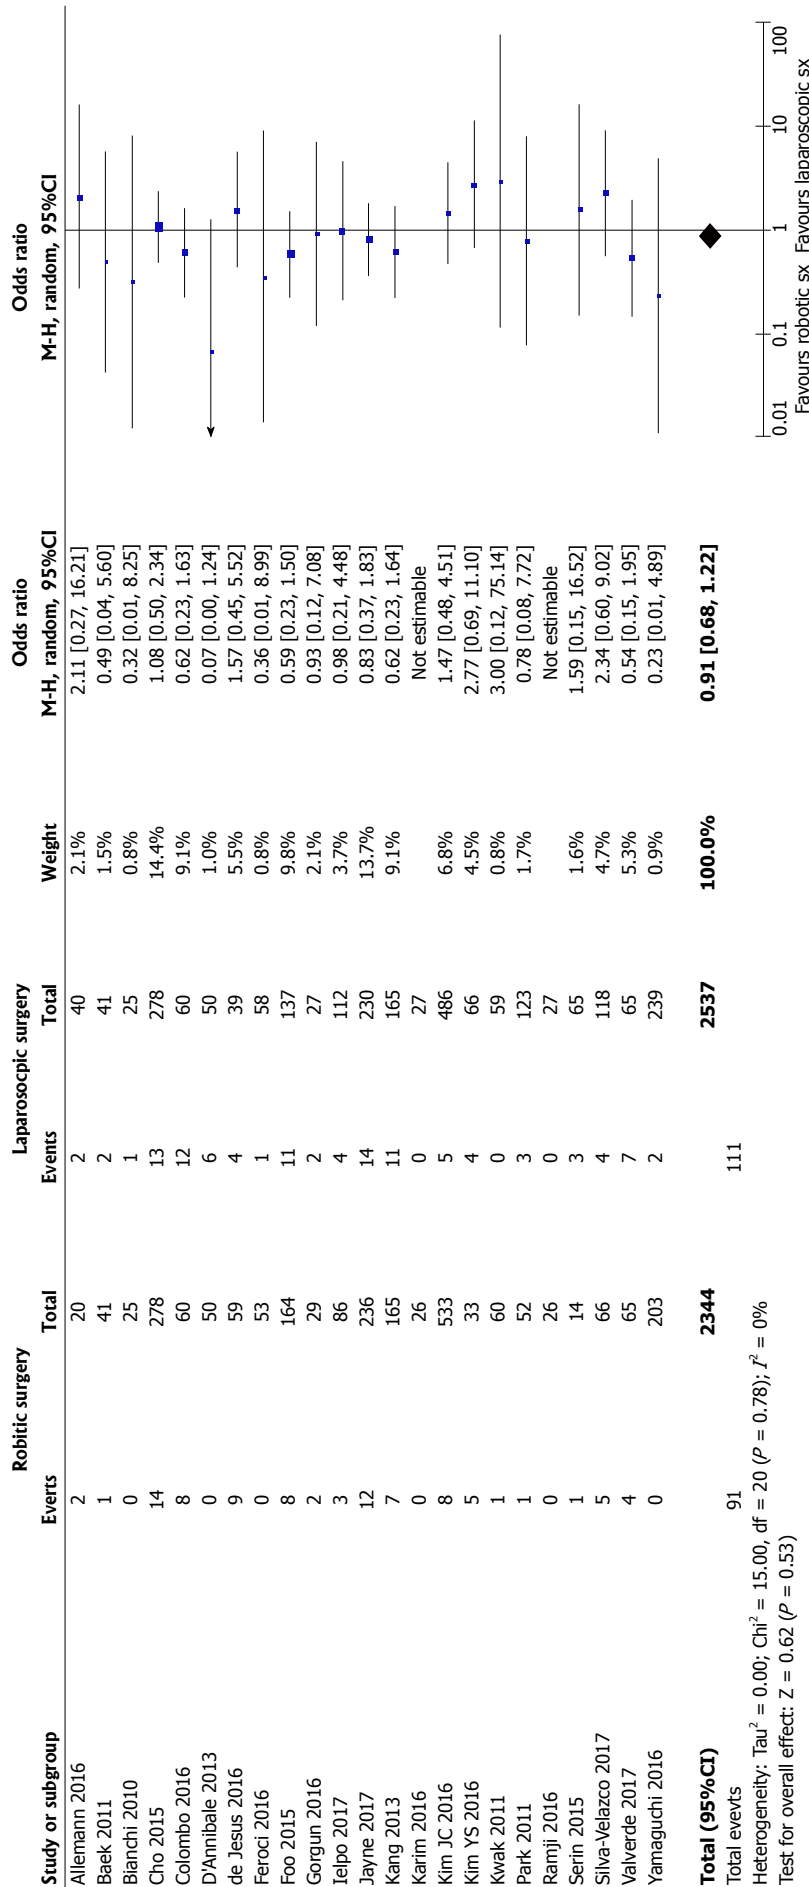 Robitic surgery Laparosocpic surgery Odds ratio Odds ratio
Study or subgroup Everts Total Events Total Weight M-H, random, 95%CI M-H, random, 95%CI
Allemann 2016 2 20 2 40 2.1% 2.11 [0.27, 16.21]
Baek 2011 1 41 2 41 1.5% 0.49 [0.04, 5.60]
Bianchi 2010 0 25 1 25 0.8% 0.32 [0.01, 8.25]
Cho 2015 14 278 13 278 14.4% 1.08 [0.50, 2.34]
Colombo 2016 8 60 12 60 9.1% 0.62 [0.23, 1.63]
D'Annibale 2013 0 50 6 50 1.0% 0.07 [0.00, 1.24]
de Jesus 2016 9 59 4 39 5.5% 1.57 [0.45, 5.52]
Feroci 2016 0 53 1 58 0.8% 0.36 [0.01, 8.99]
Foo 2015 8 164 11 137 9.8% 0.59 [0.23, 1.50]
Gorgun 2016 2 29 2 27 2.1% 0.93 [0.12, 7.08]
Ielpo 2017 3 86 4 112 3.7% 0.98 [0.21, 4.48]
Jayne 2017 12 236 14 230 13.7% 0.83 [0.37, 1.83]
Kang 2013 7 165 11 165 9.1% 0.62 [0.23, 1.64]
Karim 2016 0 26 0 27 Not estimable
Kim JC 2016 8 533 5 486 6.8% 1.47 [0.48, 4.51]
Kim YS 2016 5 33 4 66 4.5% 2.77 [0.69, 11.10]
Kwak 2011 1 60 0 59 0.8% 3.00 [0.12, 75.14]
Park 2011 1 52 3 123 1.7% 0.78 [0.08, 7.72]
Ramji 2016 0 26 0 27 Not estimable
Serin 2015 1 14 3 65 1.6% 1.59 [0.15, 16.52]
Silva-Velazco 2017 5 66 4 118 4.7% 2.34 [0.60, 9.02]
Valverde 2017 4 65 7 65 5.3% 0.54 [0.15, 1.95]
Yamaguchi 2016 0 203 2 239 0.9% 0.23 [0.01, 4.89]
Total (95%CI) 2344 2537 100.0% 0.91 [0.68, 1.22]
Total evevts 91 111
Heterogeneity: Tau² = 0.00; Chi² = 15.00, df = 20 (P = 0.78); I² = 0%
Test for overall effect: Z = 0.62 (P = 0.53)
0.01 0.1 1 10 100
Favours robotic sx Favours laparoscopic sx